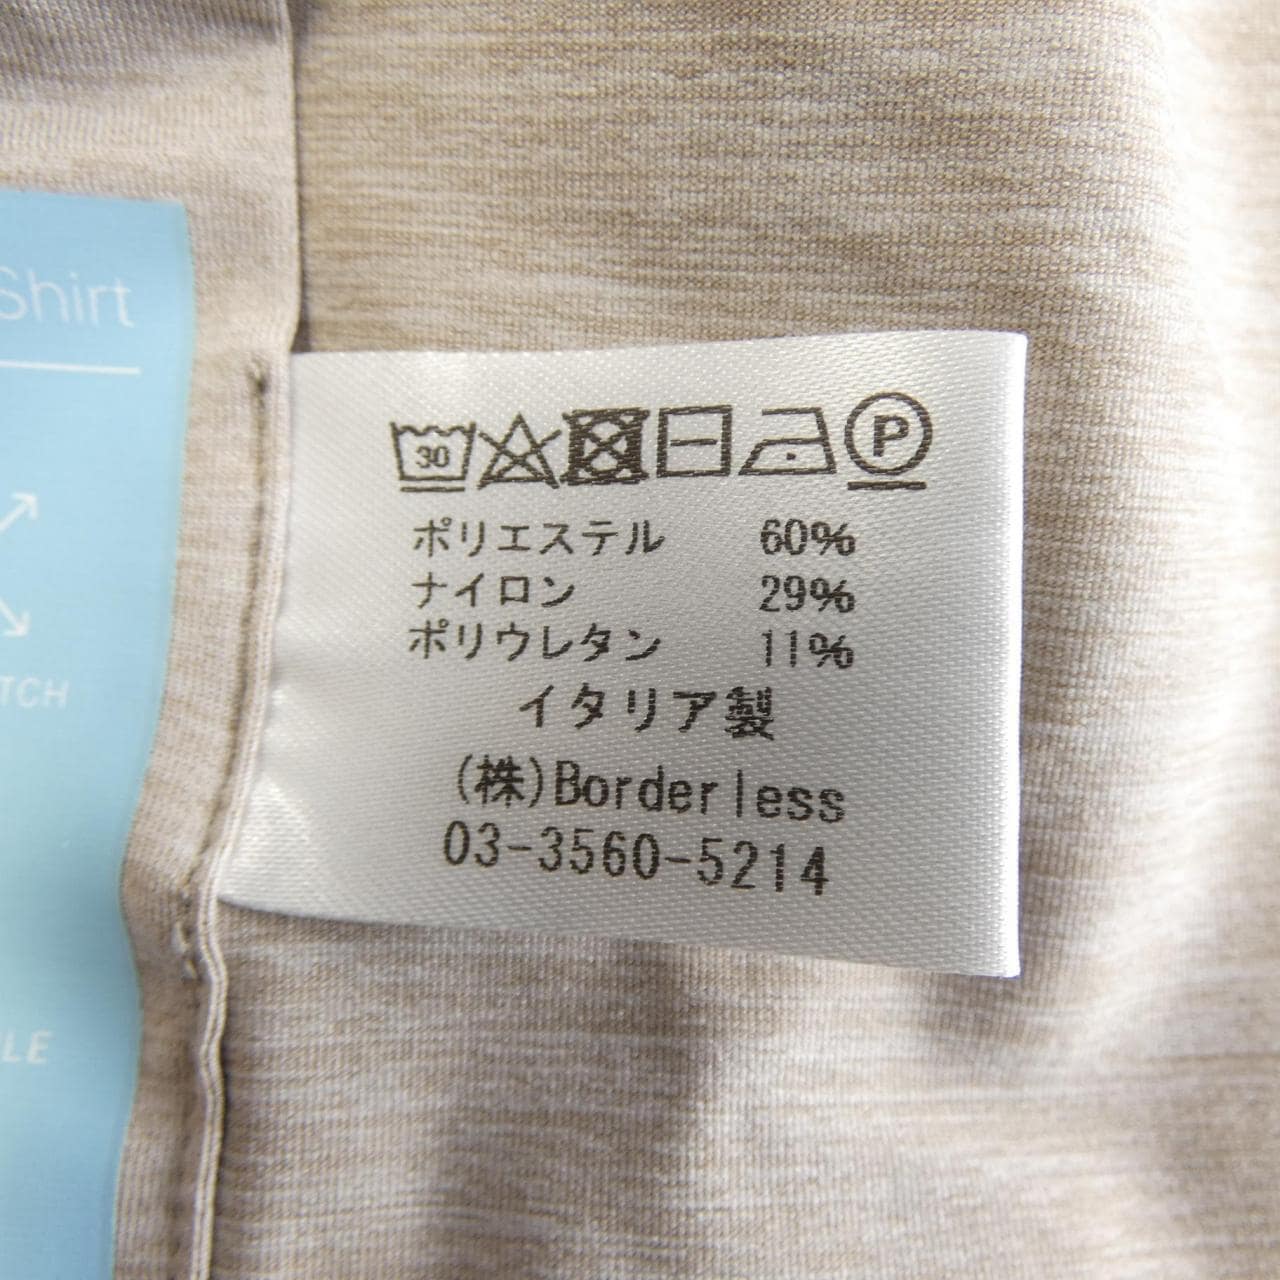 Shirt
TCH
LE
30 P
ポリエステル 60%
ナイロン 29%
ポリウレタン 11%
イタリア製
(株)Borderless
03-3560-5214